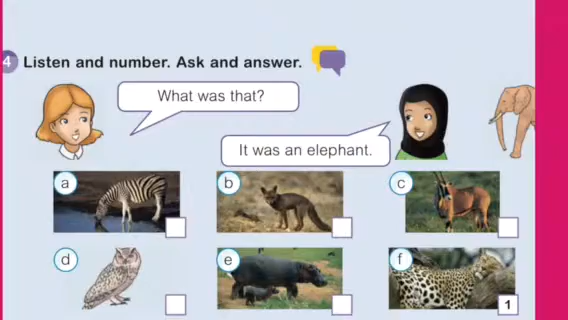 4 Listen and number. Ask and answer.
What was that?
It was an elephant.
a
b
c
d
e
f
1